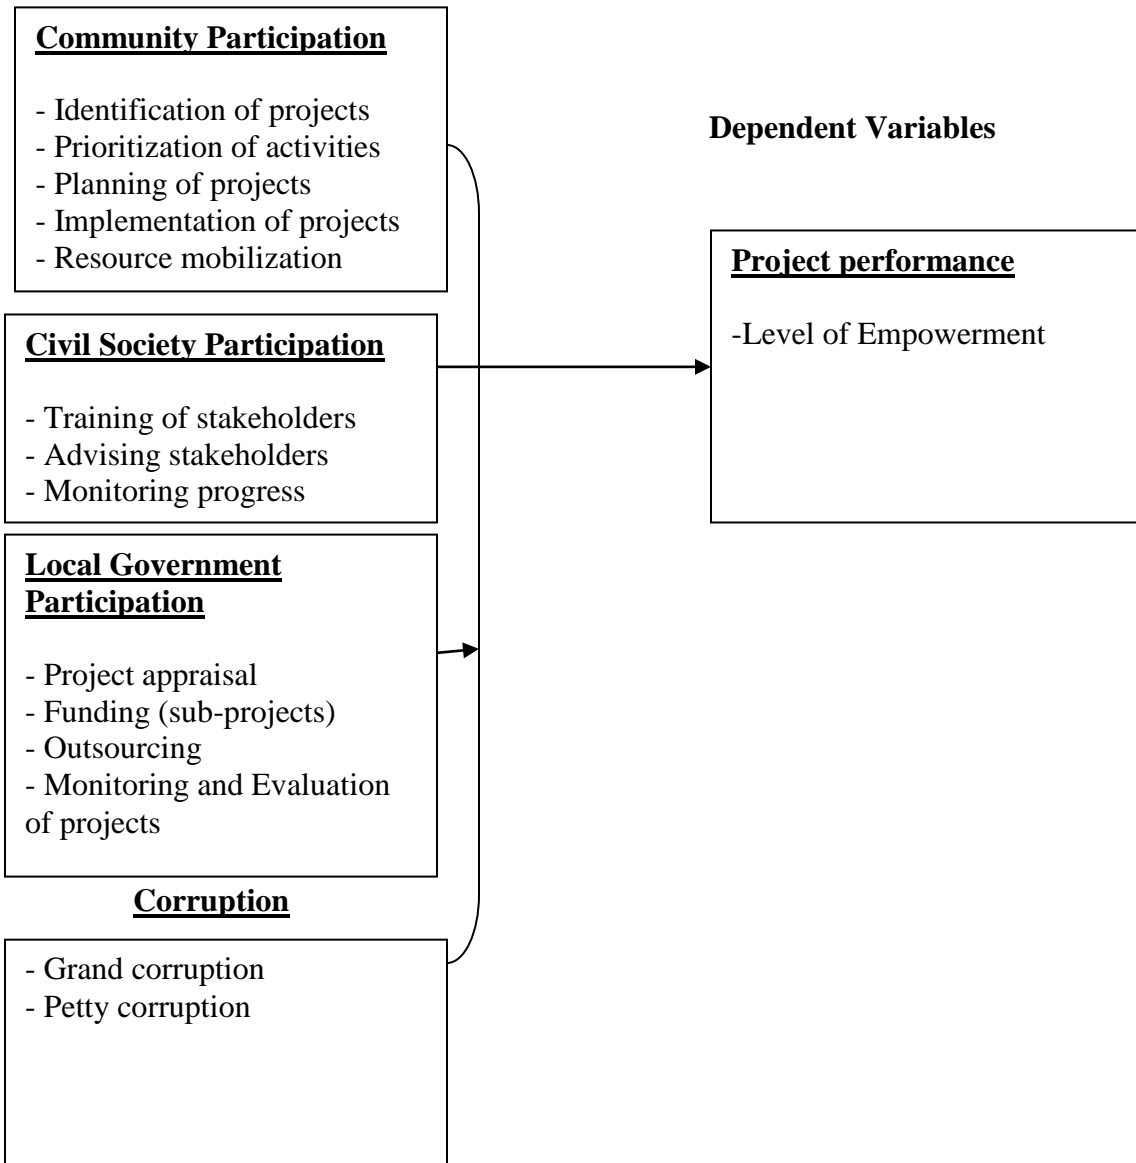 Community Participation
- Identification of projects
- Prioritization of activities
- Planning of projects
- Implementation of projects
- Resource mobilization
Dependent Variables
Project performance
-Level of Empowerment
Civil Society Participation
- Training of stakeholders
- Advising stakeholders
- Monitoring progress
Local Government
Participation
- Project appraisal
- Funding (sub-projects)
- Outsourcing
- Monitoring and Evaluation
of projects
Corruption
- Grand corruption
- Petty corruption